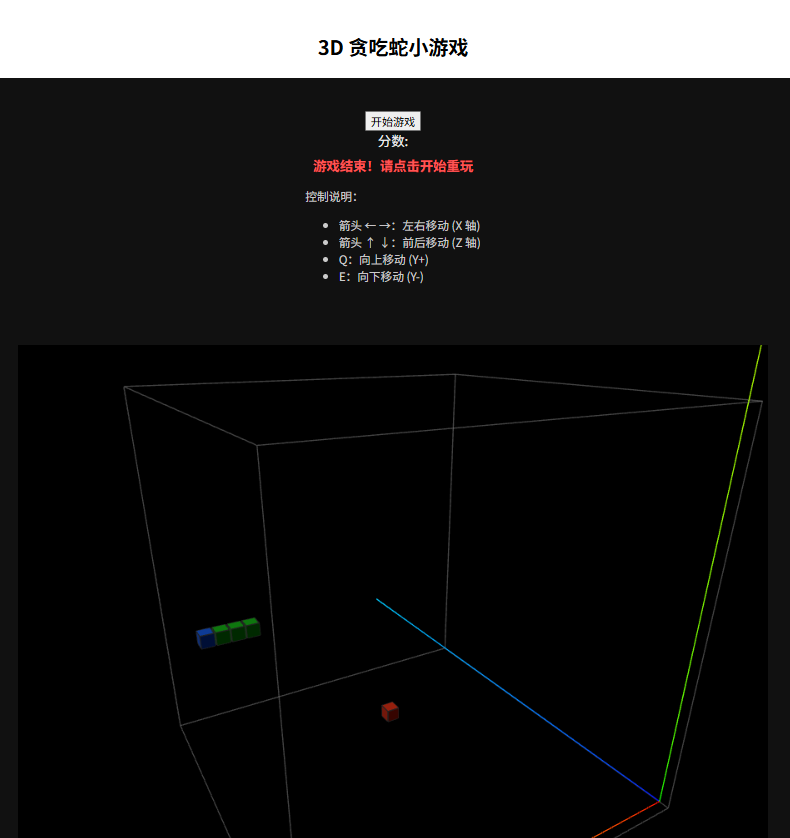 3D 贪吃蛇小游戏
开始游戏
分数:
游戏结束！请点击开始重玩
控制说明：
箭头 ← →：左右移动 (X 轴)
箭头 ↑ ↓：前后移动 (Z 轴)
Q：向上移动 (Y+)
E：向下移动 (Y-)